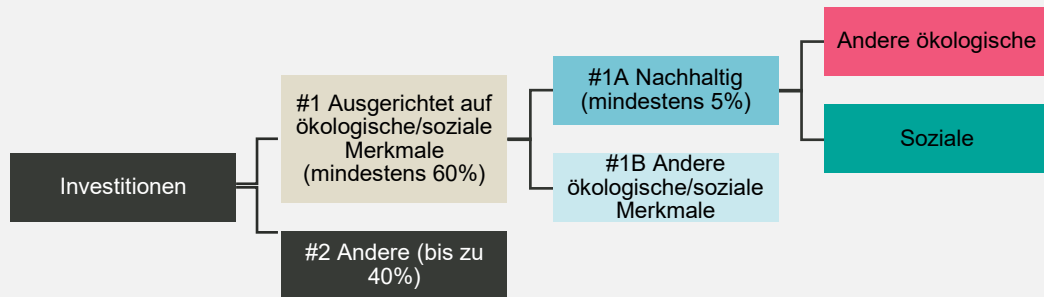 Investitionen
#1 Ausgerichtet auf
ökologische/soziale
Merkmale
(mindestens 60%)
#2 Andere (bis zu
40%)
#1A Nachhaltig
(mindestens 5%)
#1B Andere
ökologische/soziale
Merkmale
Andere ökologische
Soziale